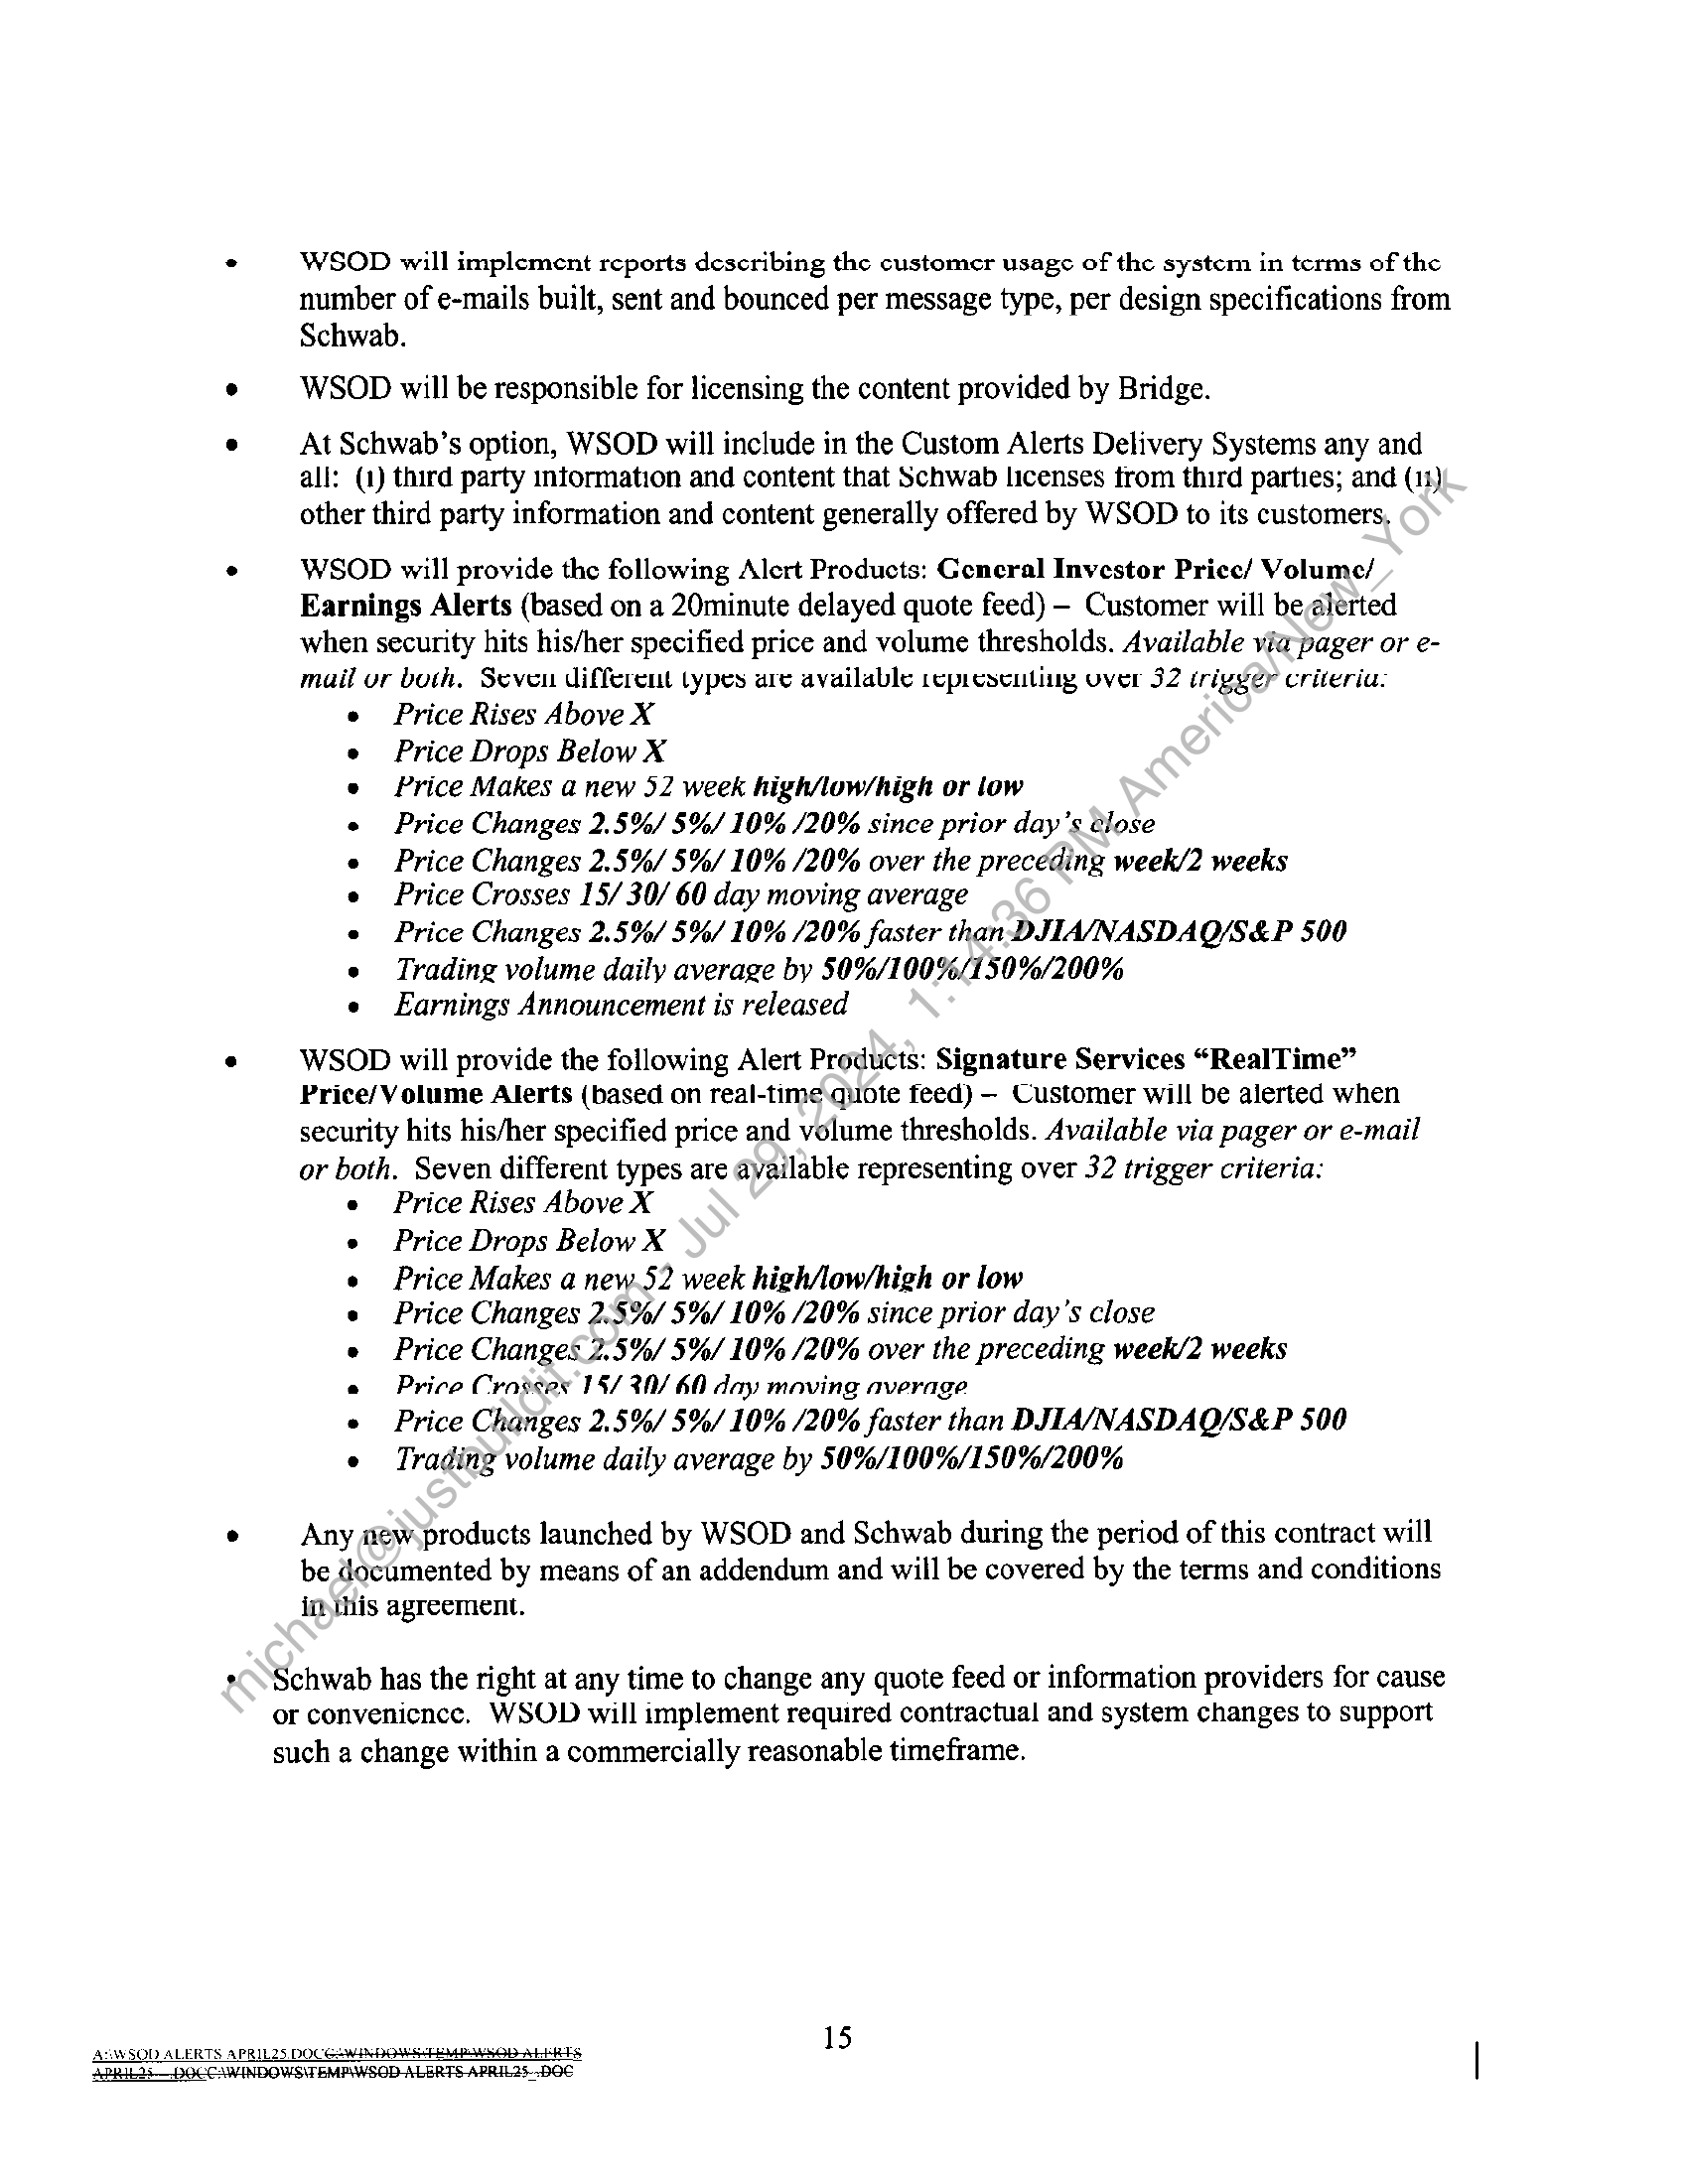 • WSOD will implement reports describing the customer usage of the system in terms of the
number of e-mails built, sent and bounced per message type, per design specifications from
Schwab.
• WSOD will be responsible for licensing the content provided by Bridge.
• At Schwab's option, WSOD will include in the Custom Alerts Delivery Systems any and
all: (i) third party information and content that Schwab licenses from third parties; and (ii)
other third party information and content generally offered by WSOD to its customers.
• WSOD will provide the following Alert Products: General Investor Price/ Volume/
Earnings Alerts (based on a 20minute delayed quote feed) – Customer will be alerted
when security hits his/her specified price and volume thresholds. Available via pager or e-
mail or both. Seven different types are available representing over 32 trigger criteria:
• Price Rises Above X
• Price Drops Below X
• Price Makes a new 52 week high/low/high or low
• Price Changes 2.5%/ 5%/ 10% /20% since prior day's close
• Price Changes 2.5%/ 5%/ 10% /20% over the preceding week/2 weeks
• Price Crosses 15/ 30/ 60 day moving average
• Price Changes 2.5%/ 5%/ 10% /20% faster than DJIA/NASDAQ/S&P 500
• Trading volume daily average by 50%/100%/150%/200%
• Earnings Announcement is released
• WSOD will provide the following Alert Products: Signature Services “RealTime”
Price/Volume Alerts (based on real-time quote feed) – Customer will be alerted when
security hits his/her specified price and volume thresholds. Available via pager or e-mail
or both. Seven different types are available representing over 32 trigger criteria:
• Price Rises Above X
• Price Drops Below X
• Price Makes a new 52 week high/low/high or low
• Price Changes 2.5%/ 5%/ 10% /20% since prior day's close
• Price Changes 2.5%/ 5%/ 10% /20% over the preceding week/2 weeks
• Price Crosses 15/ 30/ 60 day moving average
• Price Changes 2.5%/ 5%/ 10% /20% faster than DJIA/NASDAQ/S&P 500
• Trading volume daily average by 50%/100%/150%/200%
• Any new products launched by WSOD and Schwab during the period of this contract will
be documented by means of an addendum and will be covered by the terms and conditions
in this agreement.
• Schwab has the right at any time to change any quote feed or information providers for cause
or convenience. WSOD will implement required contractual and system changes to support
such a change within a commercially reasonable timeframe.
15
A:\WSOD ALERTS APRIL25.DOCC:\WINDOWS\TEMP\WSOD ALERTS
APRIL25_-.DOCC:\WINDOWS\TEMP\WSOD ALERTS APRIL25_-.DOC
michael@justbuildit.com - Jul 29, 2024, 1:14:36 PM America/New_York